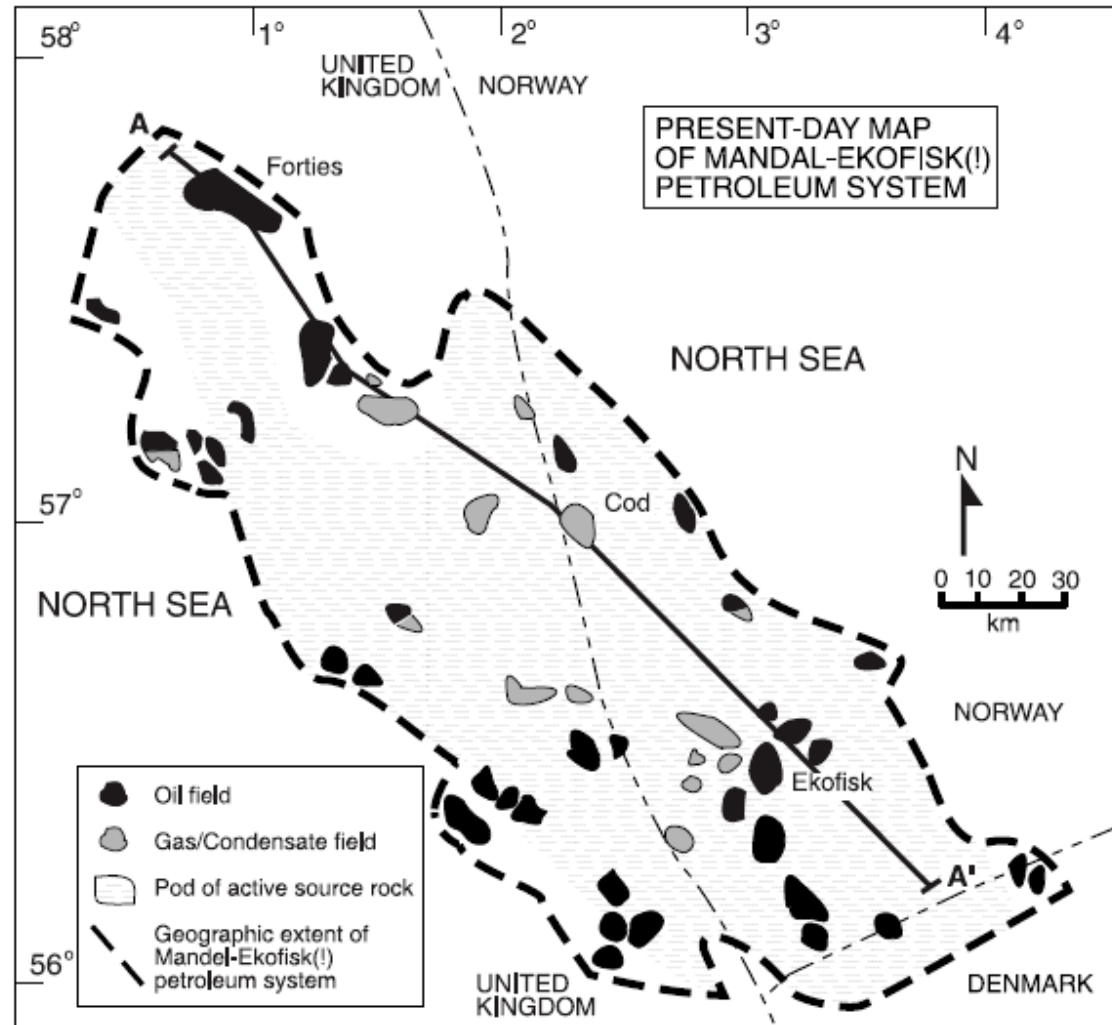 1°
2°
3°
4°
58°
UNITED
KINGDOM
NORWAY
PRESENT-DAY MAP
OF MANDAL-EKOFISK(!)
PETROLEUM SYSTEM
A
Forties
NORTH SEA
N
57°
Cod
0 10 20 30
km
NORTH SEA
NORWAY
Ekofisk
Oil field
Gas/Condensate field
Pod of active source rock
Geographic extent of
Mandel-Ekofisk(!)
petroleum system
A'
56°
UNITED
KINGDOM
DENMARK